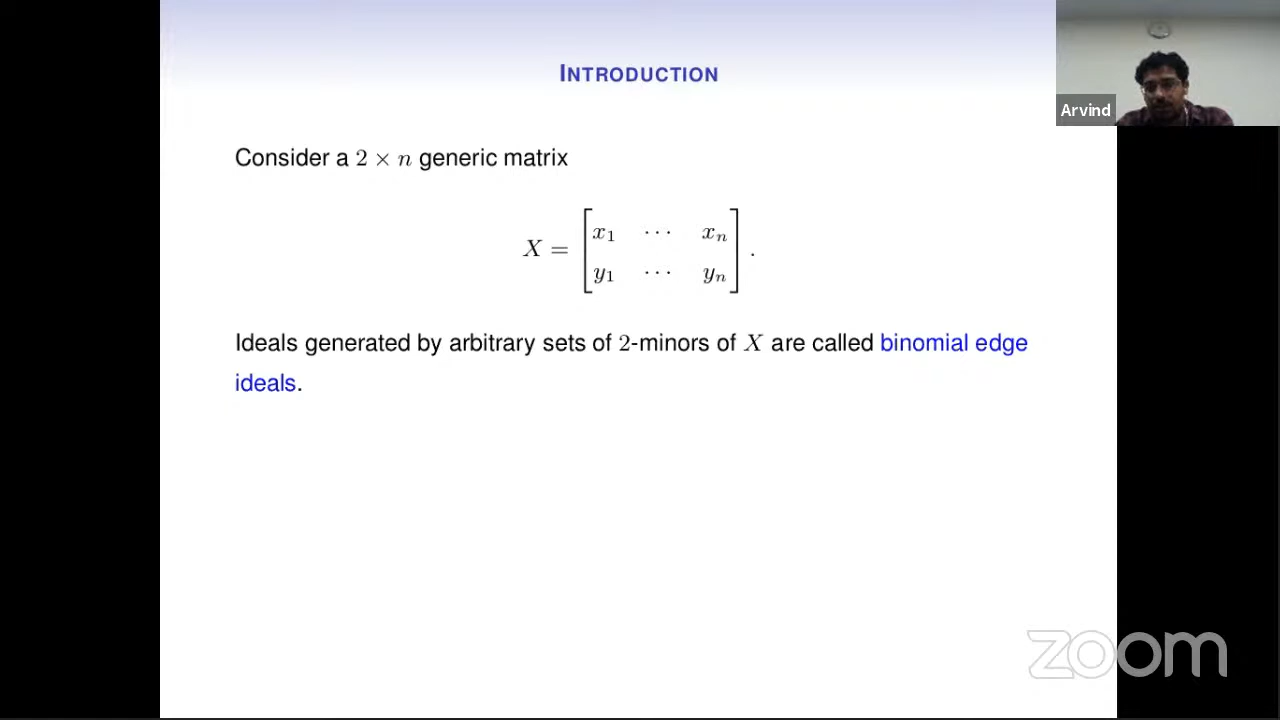 INTRODUCTION
Arvind
Consider a 2 × n generic matrix
X = [ x₁ ⋯ xₙ
y₁ ⋯ yₙ ] .
Ideals generated by arbitrary sets of 2-minors of X are called binomial edge
ideals.
zoom